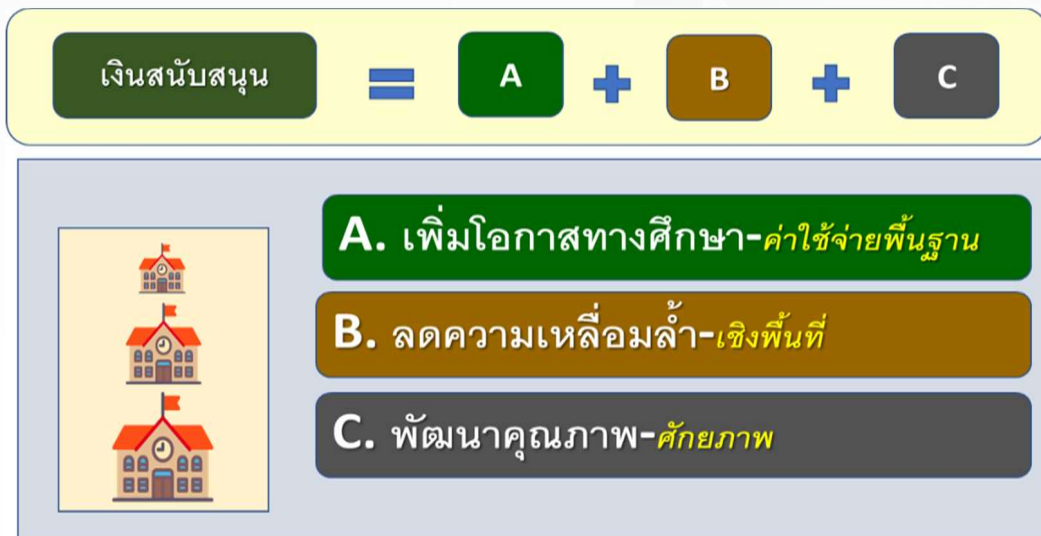 เงินสนับสนุน = A + B + C
A. เพิ่มโอกาสทางศึกษา-ค่าใช้จ่ายพื้นฐาน
B. ลดความเหลื่อมล้ำ-เชิงพื้นที่
C. พัฒนาคุณภาพ-ศักยภาพ